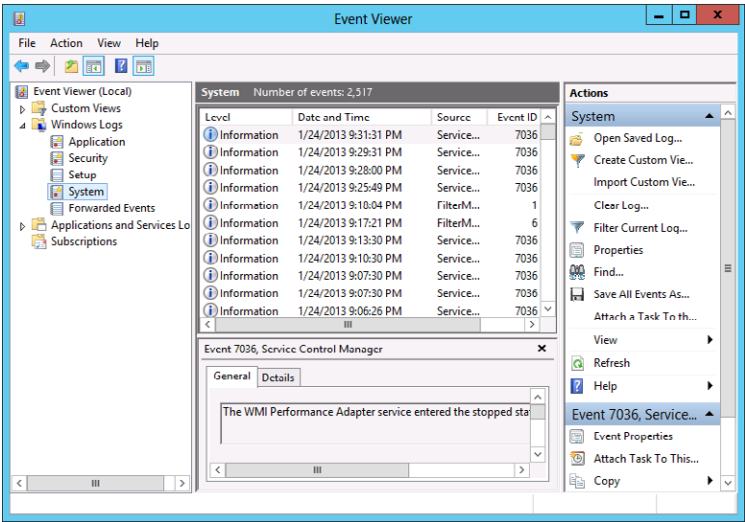 Event Viewer
File Action View Help
Event Viewer (Local)
Custom Views
Windows Logs
Application
Security
Setup
System
Forwarded Events
Applications and Services Lo
Subscriptions
System Number of events: 2,517
Level Date and Time Source Event ID
Information 1/24/2013 9:31:31 PM Service... 7036
Information 1/24/2013 9:29:31 PM Service... 7036
Information 1/24/2013 9:28:00 PM Service... 7036
Information 1/24/2013 9:25:49 PM Service... 7036
Information 1/24/2013 9:18:04 PM FilterM... 1
Information 1/24/2013 9:17:21 PM FilterM... 6
Information 1/24/2013 9:13:30 PM Service... 7036
Information 1/24/2013 9:10:30 PM Service... 7036
Information 1/24/2013 9:07:30 PM Service... 7036
Information 1/24/2013 9:07:30 PM Service... 7036
Information 1/24/2013 9:06:26 PM Service... 7036
Event 7036, Service Control Manager
General Details
The WMI Performance Adapter service entered the stopped sta
Actions
System
Open Saved Log...
Create Custom Vie...
Import Custom Vie...
Clear Log...
Filter Current Log...
Properties
Find...
Save All Events As...
Attach a Task To th...
View
Refresh
Help
Event 7036, Service...
Event Properties
Attach Task To This...
Copy